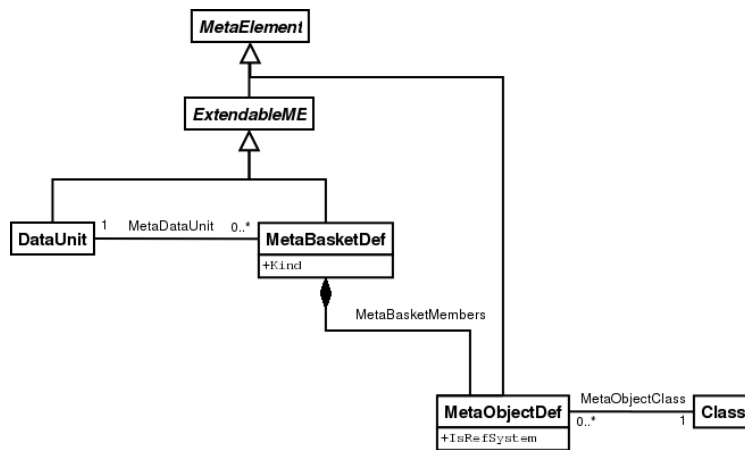 MetaElement
ExtendableME
1 MetaDataUnit 0..*
DataUnit
MetaBasketDef
+Kind
MetaBasketMembers
MetaObjectClass
MetaObjectDef
Class
0..* 1
+IsRefSystem